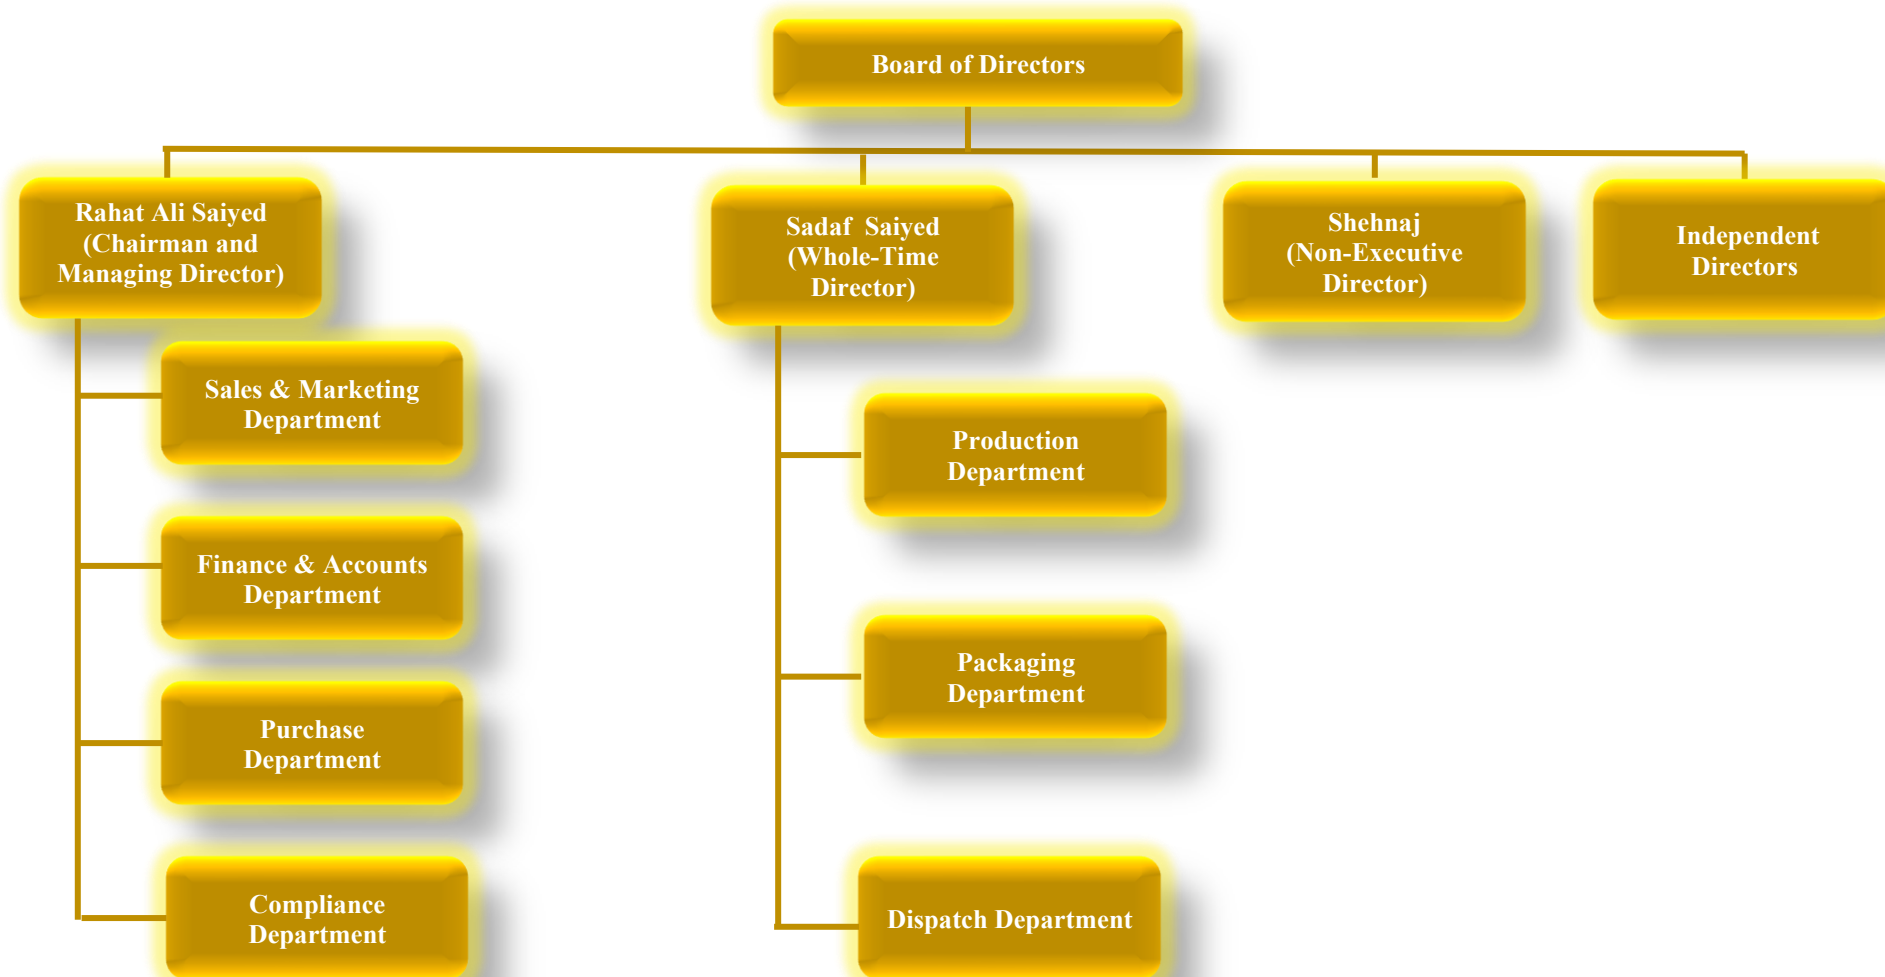 Board of Directors
Rahat Ali Saiyed
(Chairman and
Managing Director)
Sadaf  Saiyed
(Whole-Time
Director)
Shehnaj
(Non-Executive
Director)
Independent
Directors
Sales & Marketing
Department
Finance & Accounts
Department
Purchase
Department
Compliance
Department
Production
Department
Packaging
Department
Dispatch Department